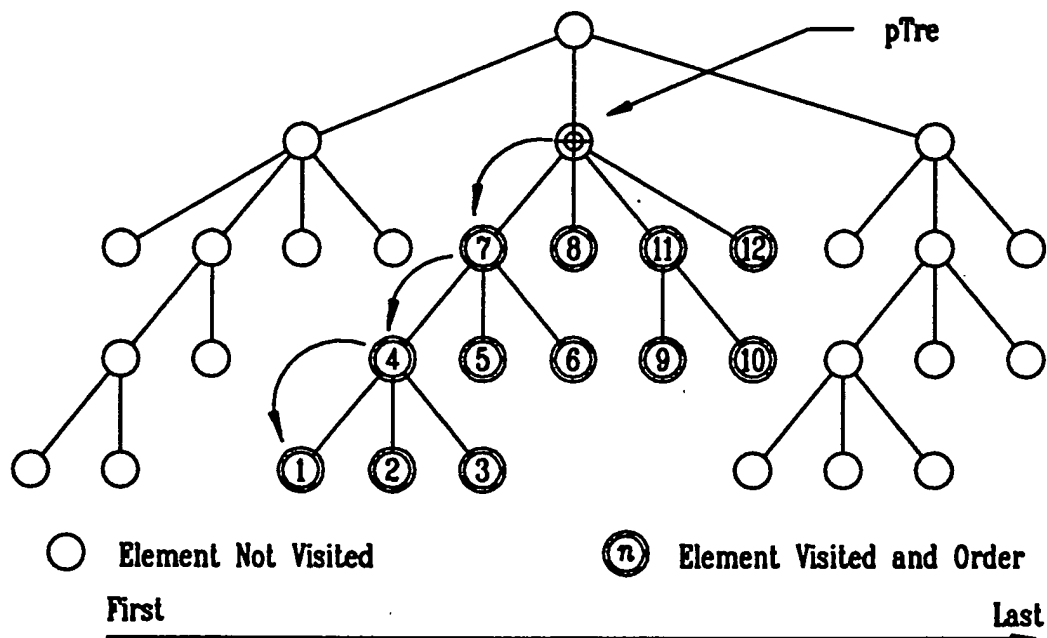 pTre
7 8 11 12
4 5 6 9 10
1 2 3
Element Not Visited
n Element Visited and Order
First Last